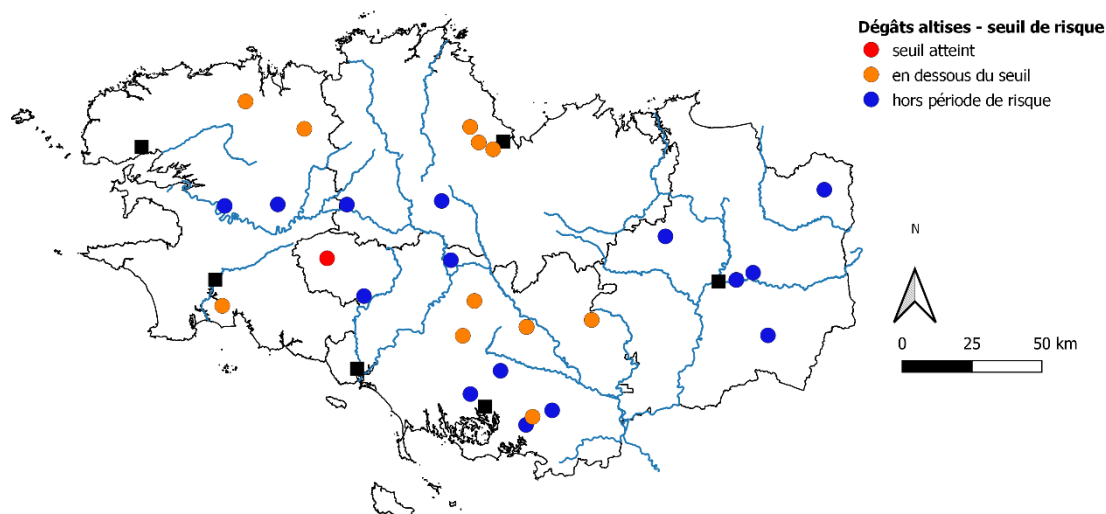 Dégâts altises - seuil de risque
seuil atteint
en dessous du seuil
hors période de risque
N
0 25 50 km